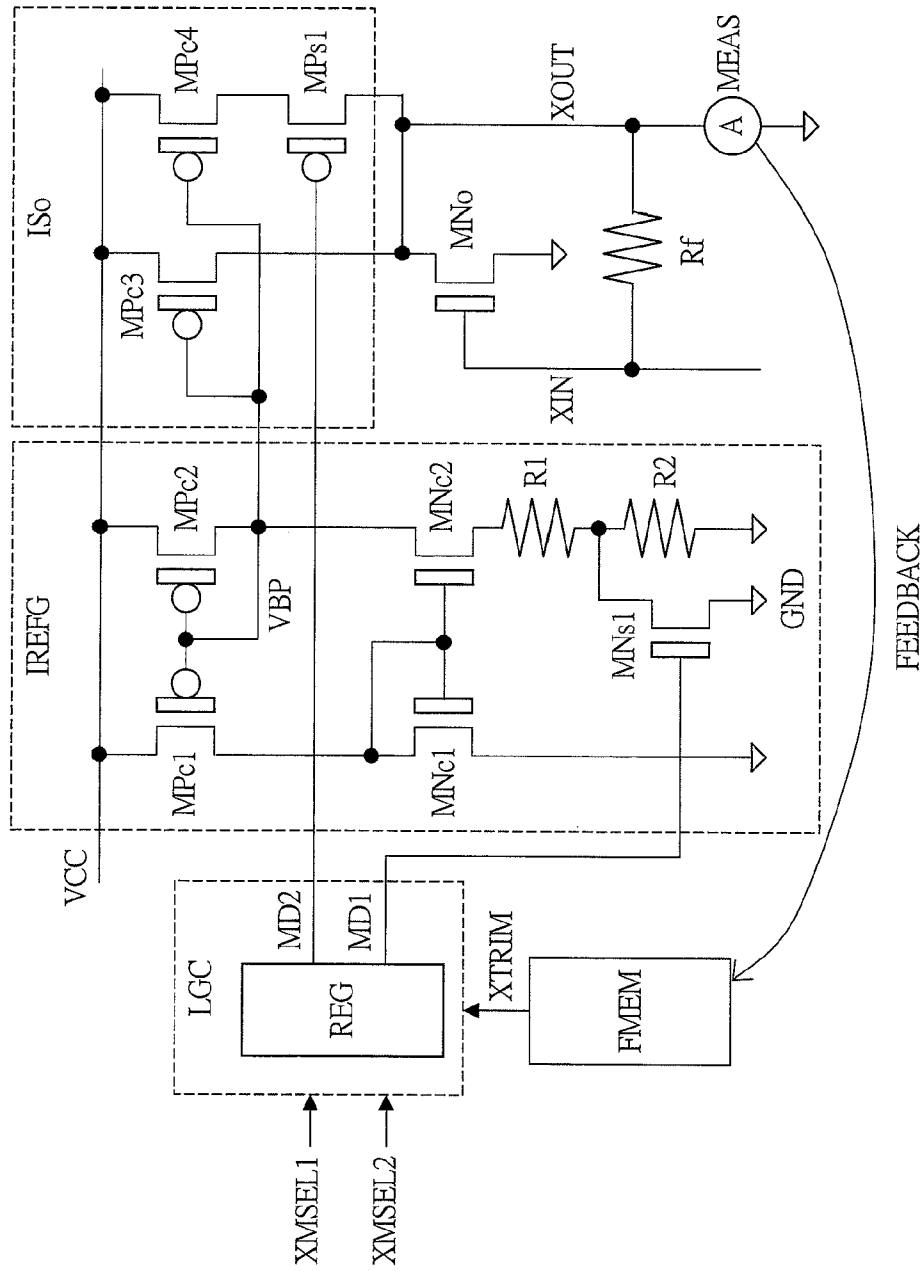 ISo
MPc4
MPs1
MPc3
MNo
XOUT
XIN
Rf
A
MEAS
IREFG
MPc2
MPc1
VBP
MNc2
MNc1
R1
R2
MNs1
GND
VCC
LGC
MD2
MD1
REG
XTRIM
FMEM
XMSEL1
XMSEL2
FEEDBACK